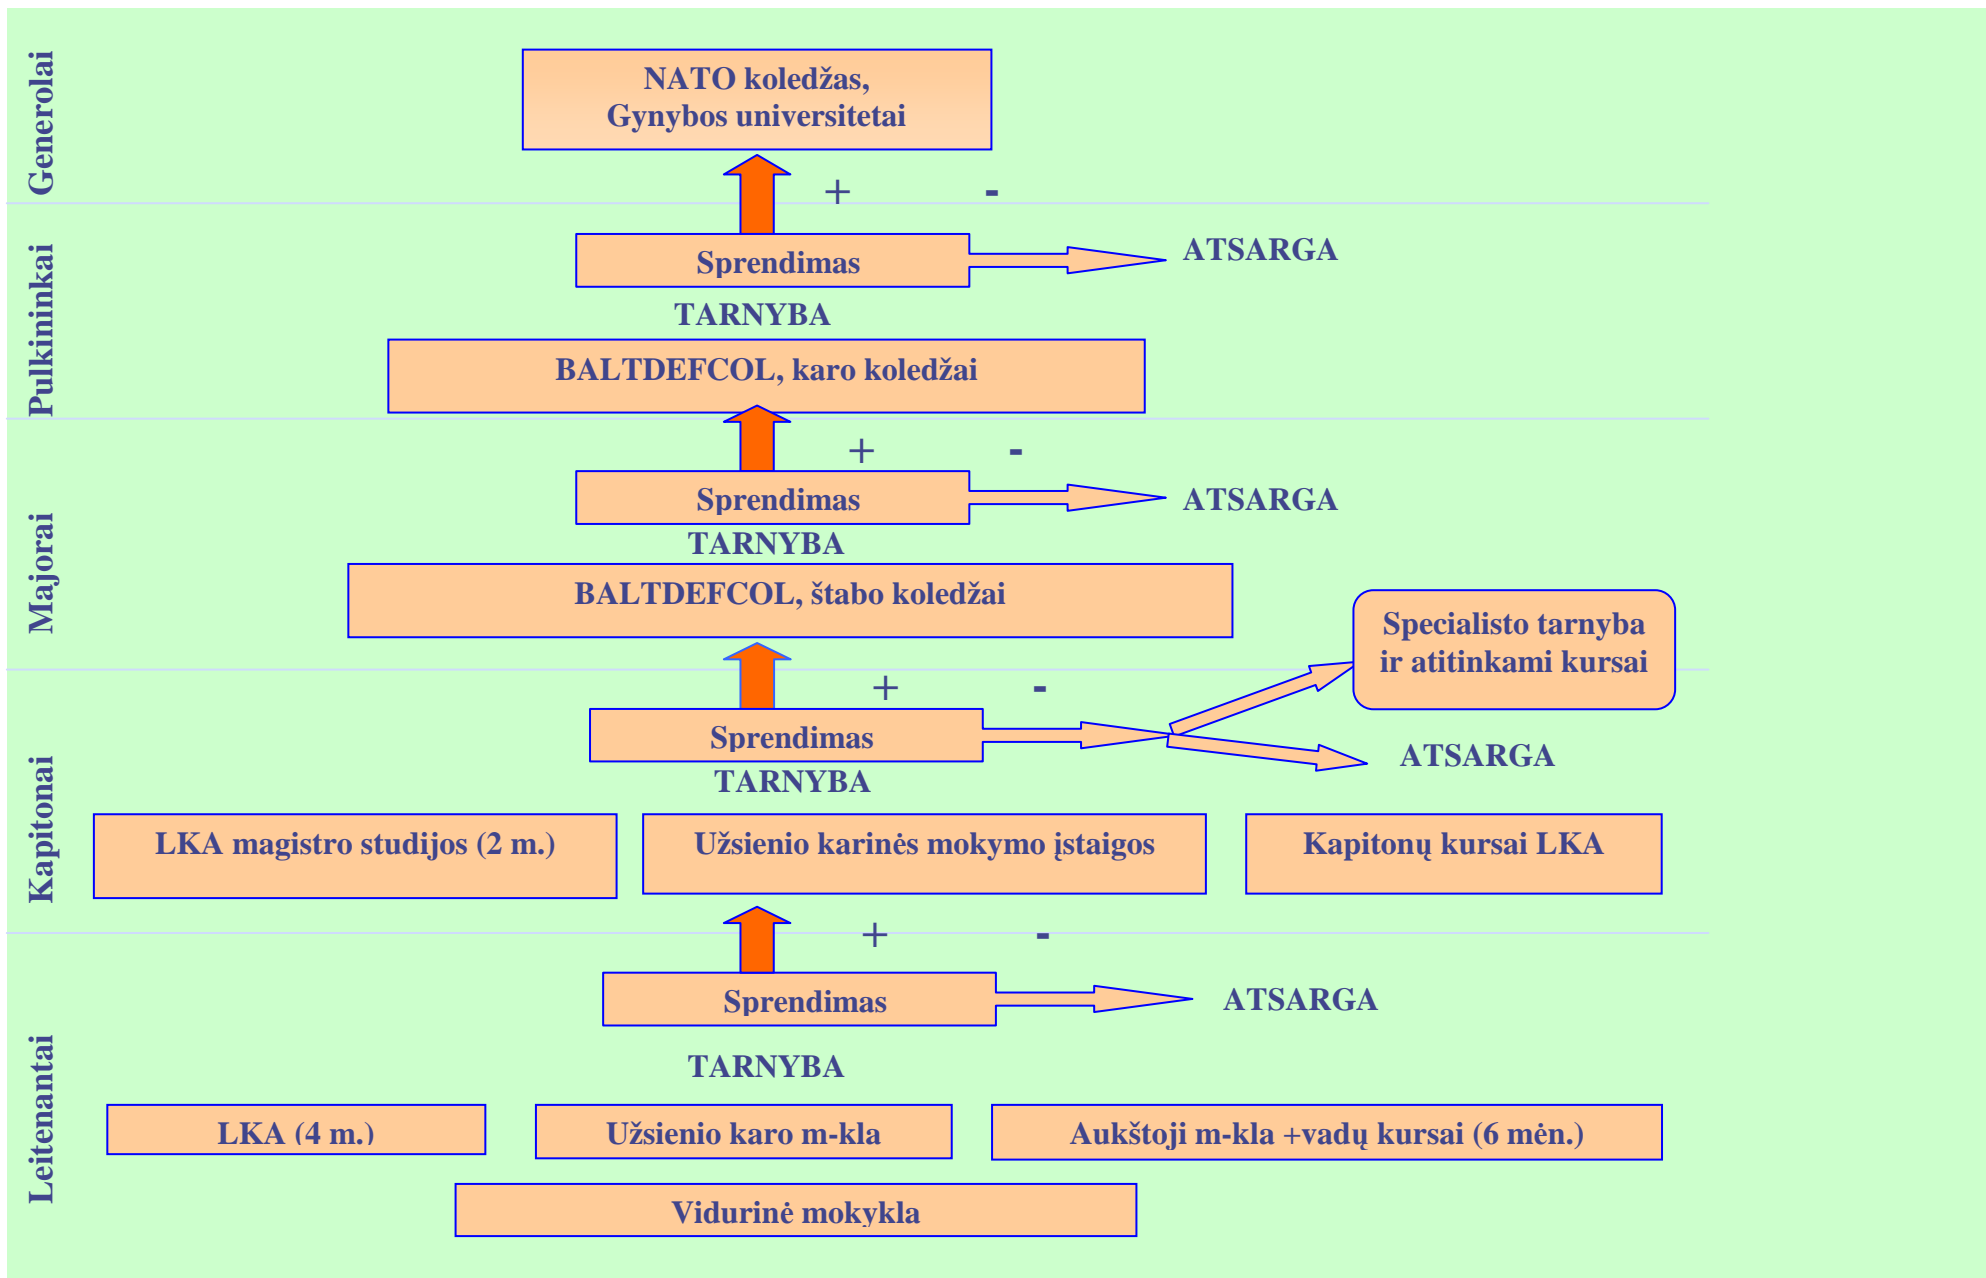 Generolai
NATO koledžas,
Gynybos universitetai
+ -
Pulkininkai
Sprendimas
ATSARGA
TARNYBA
BALTDEFCOL, karo koledžai
+ -
Majorai
Sprendimas
ATSARGA
TARNYBA
BALTDEFCOL, štabo koledžai
Specialisto tarnyba
ir atitinkami kursai
+ -
Kapitonai
Sprendimas
ATSARGA
TARNYBA
LKA magistro studijos (2 m.)
Užsienio karinės mokymo įstaigos
Kapitonų kursai LKA
+ -
Leitenantai
Sprendimas
ATSARGA
TARNYBA
LKA (4 m.)
Užsienio karo m-kla
Aukštoji m-kla +vadų kursai (6 mėn.)
Vidurinė mokykla